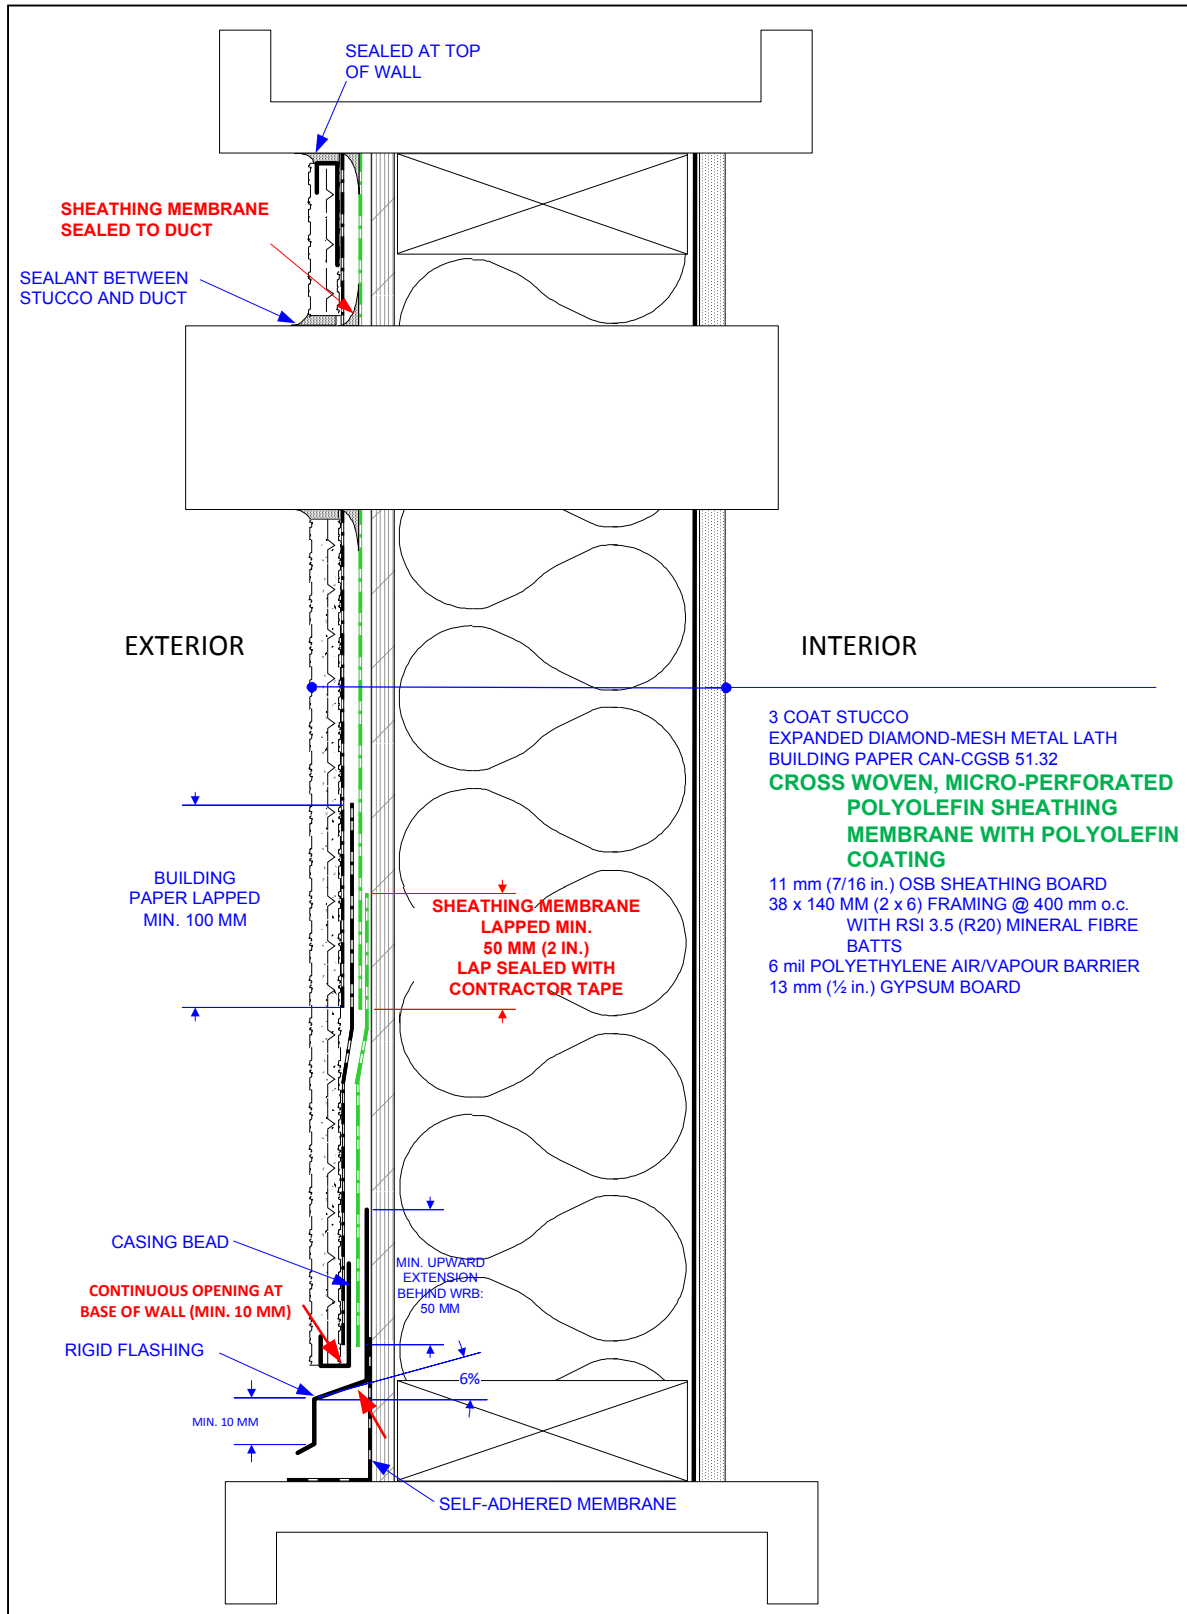 SEALED AT TOP
OF WALL
SHEATHING MEMBRANE
SEALED TO DUCT
SEALANT BETWEEN
STUCCO AND DUCT
EXTERIOR
INTERIOR
3 COAT STUCCO
EXPANDED DIAMOND-MESH METAL LATH
BUILDING PAPER CAN-CGSB 51.32
CROSS WOVEN, MICRO-PERFORATED
POLYOLEFIN SHEATHING
MEMBRANE WITH POLYOLEFIN
COATING
11 mm (7/16 in.) OSB SHEATHING BOARD
38 x 140 MM (2 x 6) FRAMING @ 400 mm o.c.
WITH RSI 3.5 (R20) MINERAL FIBRE
BATTS
6 mil POLYETHYLENE AIR/VAPOUR BARRIER
13 mm (½ in.) GYPSUM BOARD
BUILDING
PAPER LAPPED
MIN. 100 MM
SHEATHING MEMBRANE
LAPPED MIN.
50 MM (2 IN.)
LAP SEALED WITH
CONTRACTOR TAPE
CASING BEAD
MIN. UPWARD
EXTENSION
BEHIND WRB:
50 MM
CONTINUOUS OPENING AT
BASE OF WALL (MIN. 10 MM)
RIGID FLASHING
6%
MIN. 10 MM
SELF-ADHERED MEMBRANE